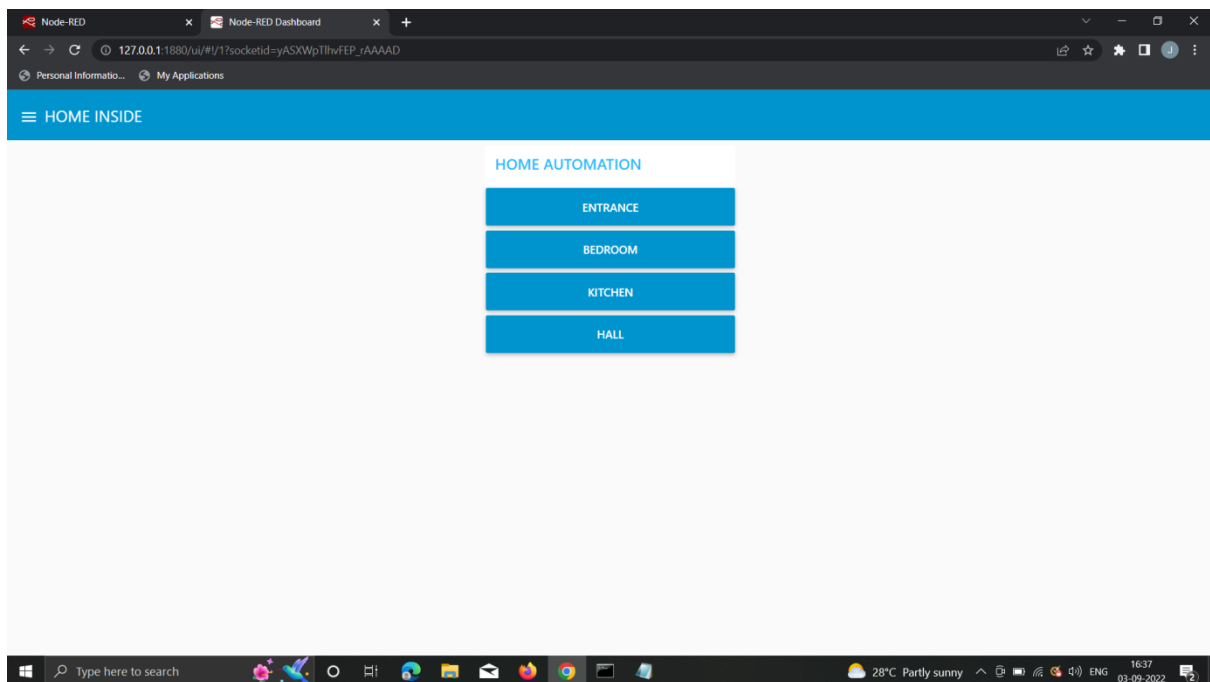 Node-RED
Node-RED Dashboard
127.0.0.1:1880/ui/#!/1?socketid=yASXWpTlhvFEP_rAAAAD
J
Personal Informatio...
My Applications
HOME INSIDE
HOME AUTOMATION
ENTRANCE
BEDROOM
KITCHEN
HALL
Type here to search
28°C Partly sunny
ENG
16:37
03-09-2022
2